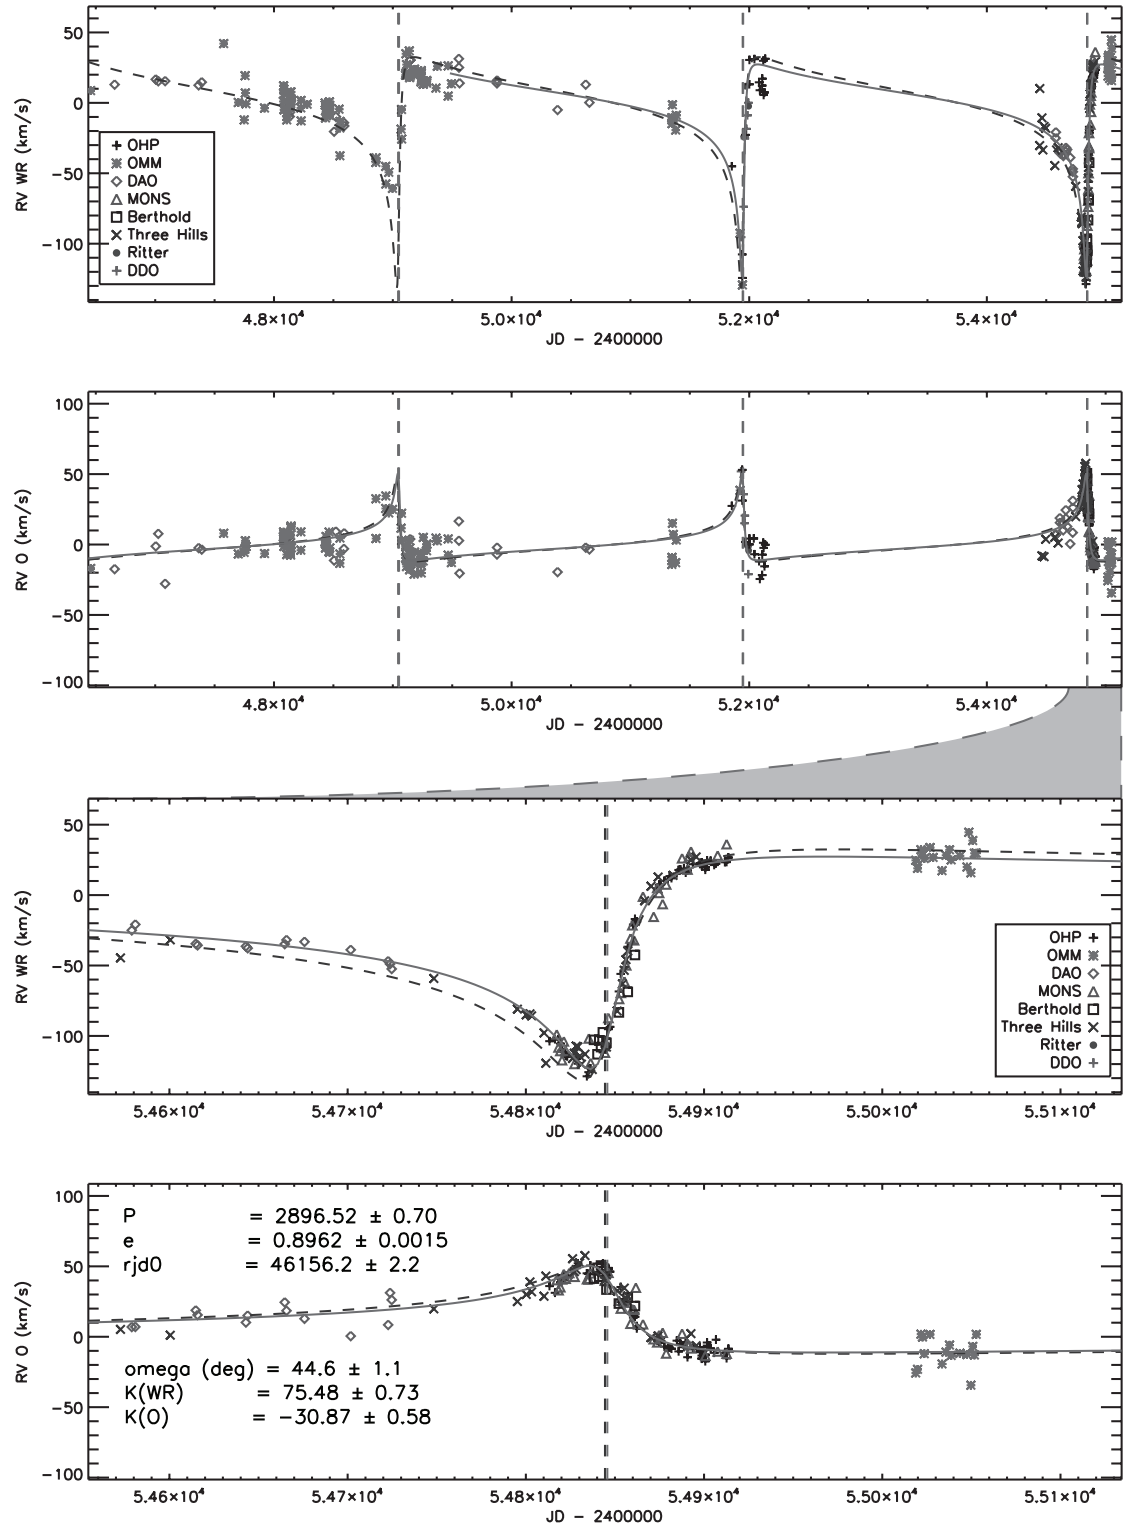 50
0
−50
−100
RV WR (km/s)
+ OHP
OMM
◇ DAO
△ MONS
□ Berthold
× Three Hills
● Ritter
+ DDO
4.8×10⁴
5.0×10⁴
5.2×10⁴
5.4×10⁴
JD − 2400000
100
50
0
−50
−100
RV O (km/s)
4.8×10⁴
5.0×10⁴
5.2×10⁴
5.4×10⁴
JD − 2400000
50
0
−50
−100
RV WR (km/s)
OHP +
OMM
DAO ◇
MONS △
Berthold □
Three Hills ×
Ritter ●
DDO +
5.46×10⁴
5.47×10⁴
5.48×10⁴
5.49×10⁴
5.50×10⁴
5.51×10⁴
JD − 2400000
100
50
0
−50
−100
RV O (km/s)
P = 2896.52 ± 0.70
e = 0.8962 ± 0.0015
rjd0 = 46156.2 ± 2.2
omega (deg) = 44.6 ± 1.1
K(WR) = 75.48 ± 0.73
K(O) = −30.87 ± 0.58
5.46×10⁴
5.47×10⁴
5.48×10⁴
5.49×10⁴
5.50×10⁴
5.51×10⁴
JD − 2400000